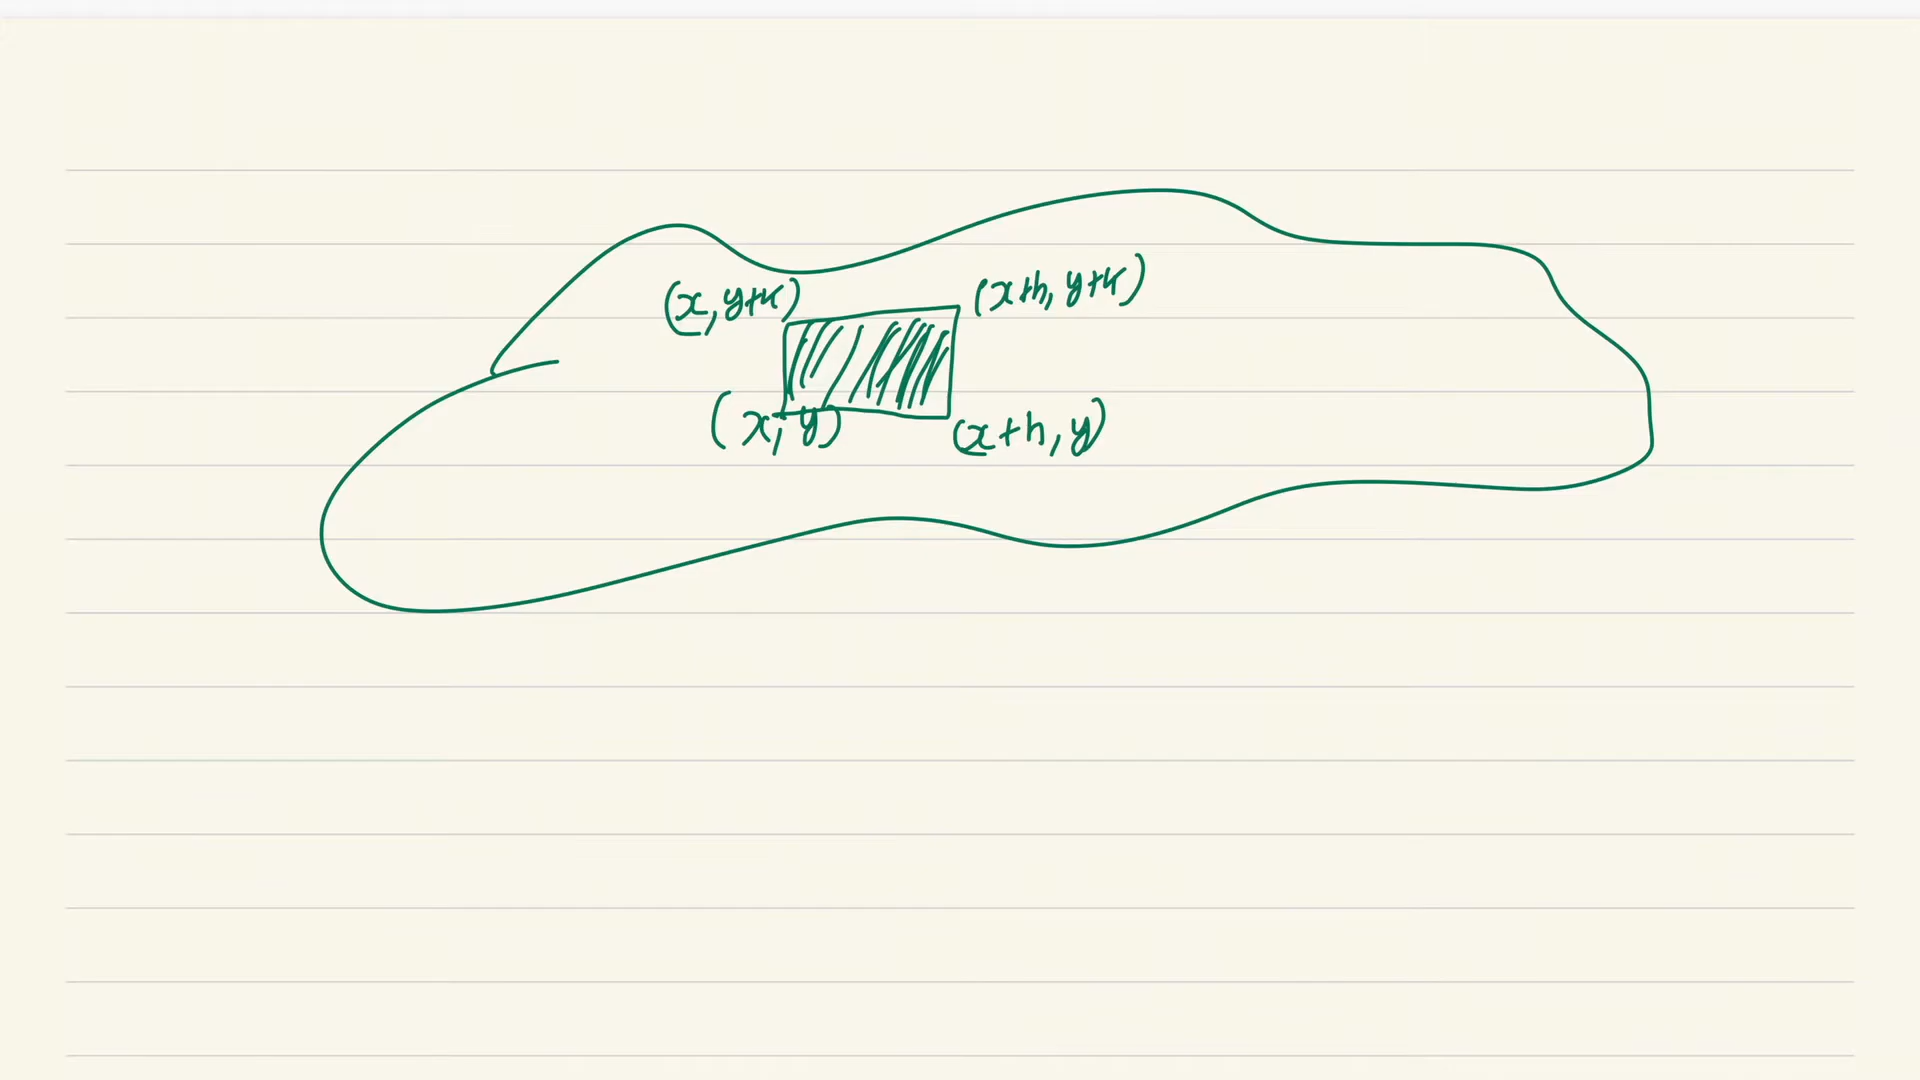 (x, y+k) (x+h, y+k)
(x, y) (x+h, y)